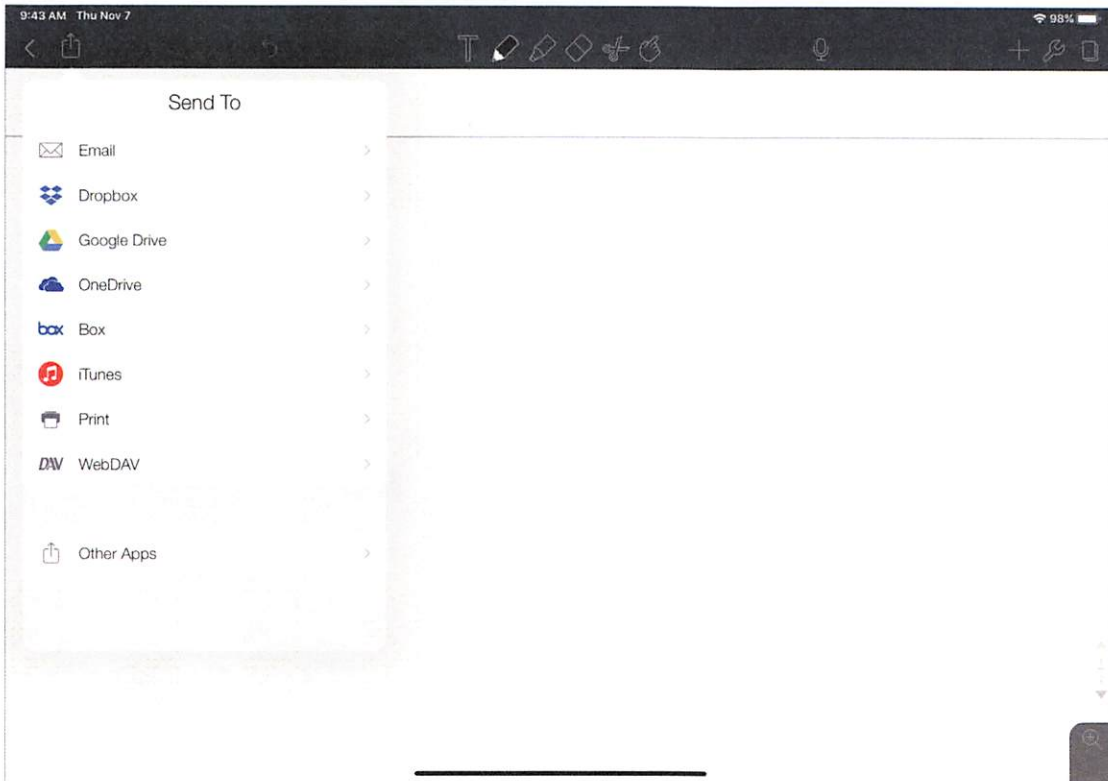 9:43 AM Thu Nov 7
98%
T
Send To
Email
Dropbox
Google Drive
OneDrive
box Box
iTunes
Print
DAV WebDAV
Other Apps